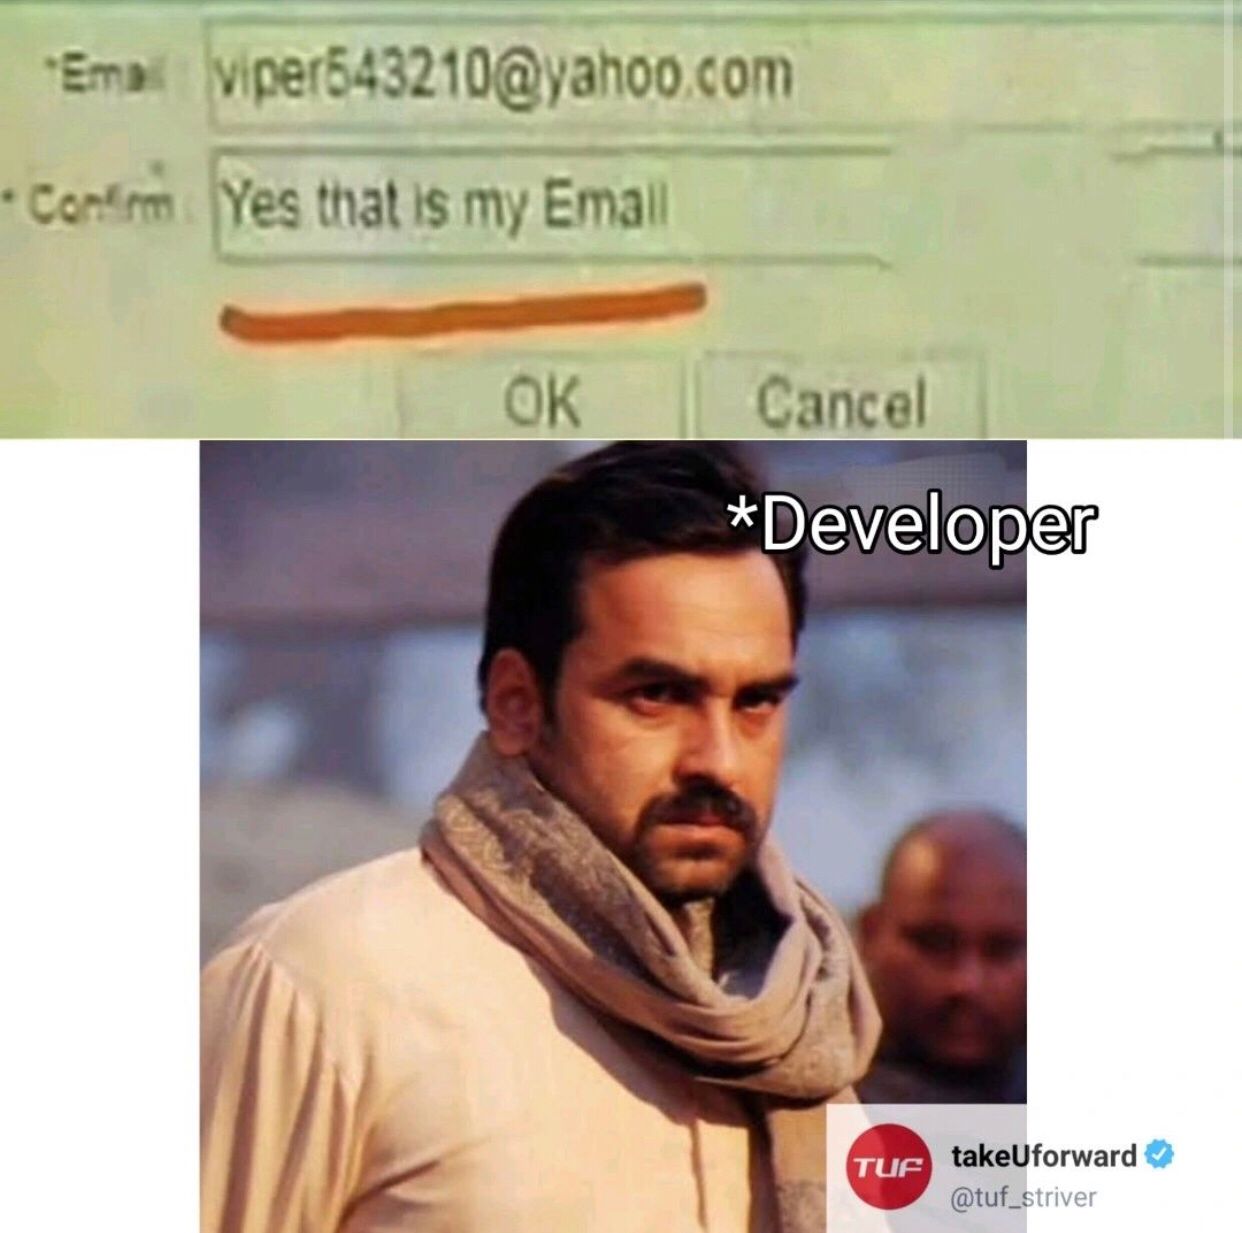 *Email viper543210@yahoo.com
* Confirm Yes that is my Email
OK Cancel
*Developer
TUF takeUforward
@tuf_striver